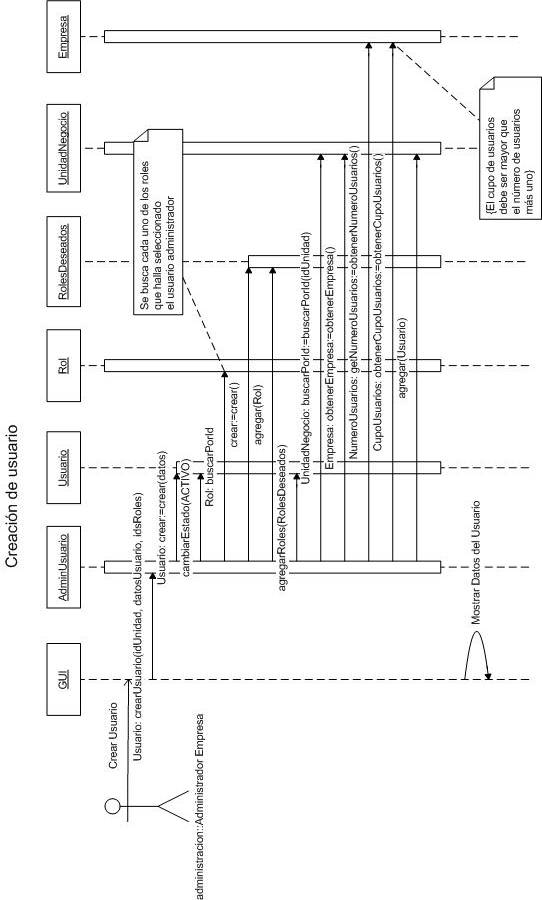 Creación de usuario
GUI
AdminUsuario
Usuario
Rol
RolesDeseados
UnidadNegocio
Empresa
administracion::Administrador Empresa
Crear Usuario
Usuario: crearUsuario(idUnidad, datosUsuario, idsRoles)
Usuario: crear:=crear(datos)
cambiarEstado(ACTIVO)
Rol: buscarPorId
Se busca cada uno de los roles
que halla seleccionado
el usuario administrador
crear:=crear()
agregar(Rol)
agregarRoles(RolesDeseados)
UnidadNegocio: buscarPorId:=buscarPorId(idUnidad)
Empresa: obtenerEmpresa:=obtenerEmpresa()
NumeroUsuarios: getNumeroUsuarios:=obtenerNumeroUsuarios()
CupoUsuarios: obtenerCupoUsuarios:=obtenerCupoUsuarios()
agregar(Usuario)
{El cupo de usuarios
debe ser mayor que
el número de usuarios
más uno}
Mostrar Datos del Usuario